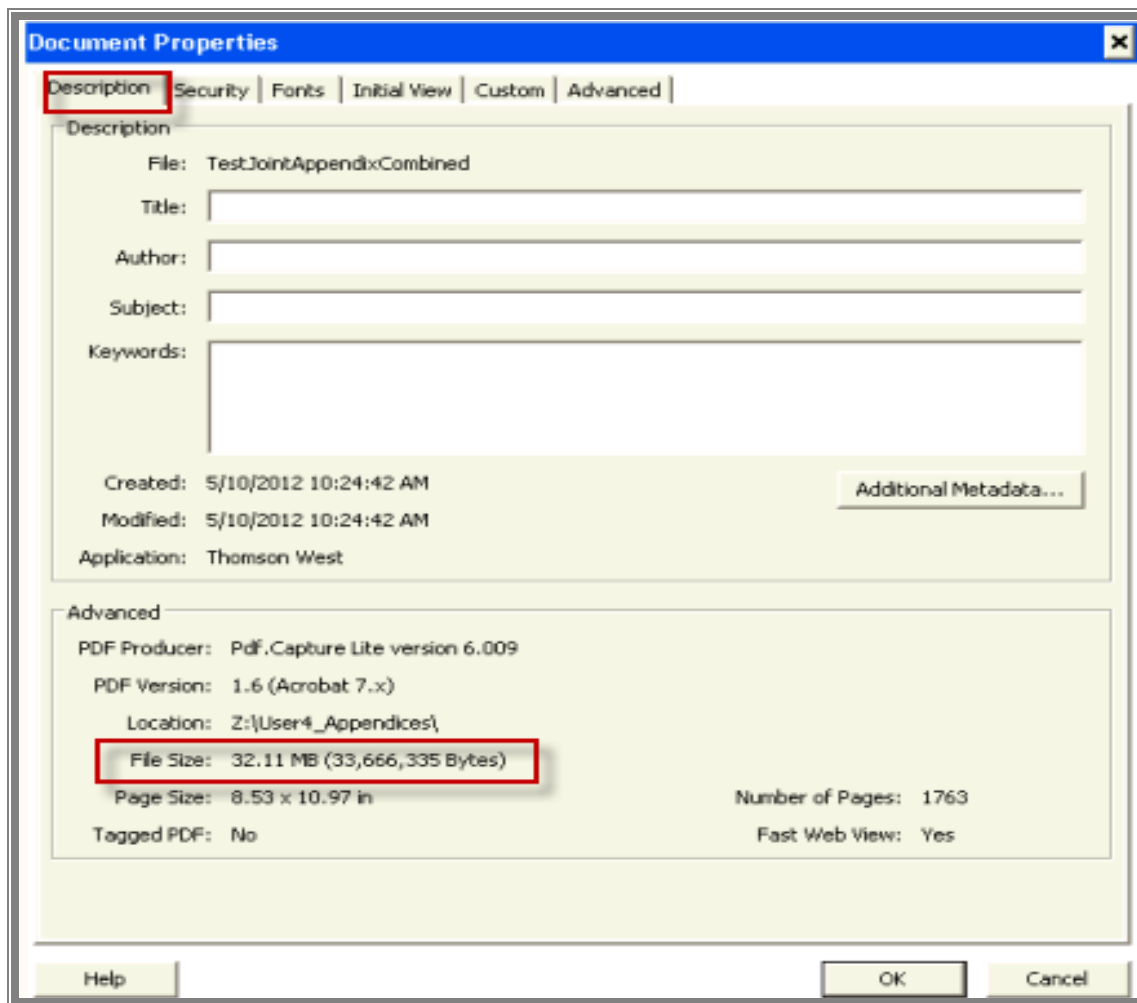 Document Properties
Description Security Fonts Initial View Custom Advanced
Description
File: TestJointAppendixCombined
Title:
Author:
Subject:
Keywords:
Created: 5/10/2012 10:24:42 AM
Additional Metadata...
Modified: 5/10/2012 10:24:42 AM
Application: Thomson West
Advanced
PDF Producer: Pdf.Capture Lite version 6.009
PDF Version: 1.6 (Acrobat 7.x)
Location: Z:\User4_Appendices\
File Size: 32.11 MB (33,666,335 Bytes)
Page Size: 8.53 x 10.97 in Number of Pages: 1763
Tagged PDF: No Fast Web View: Yes
Help OK Cancel